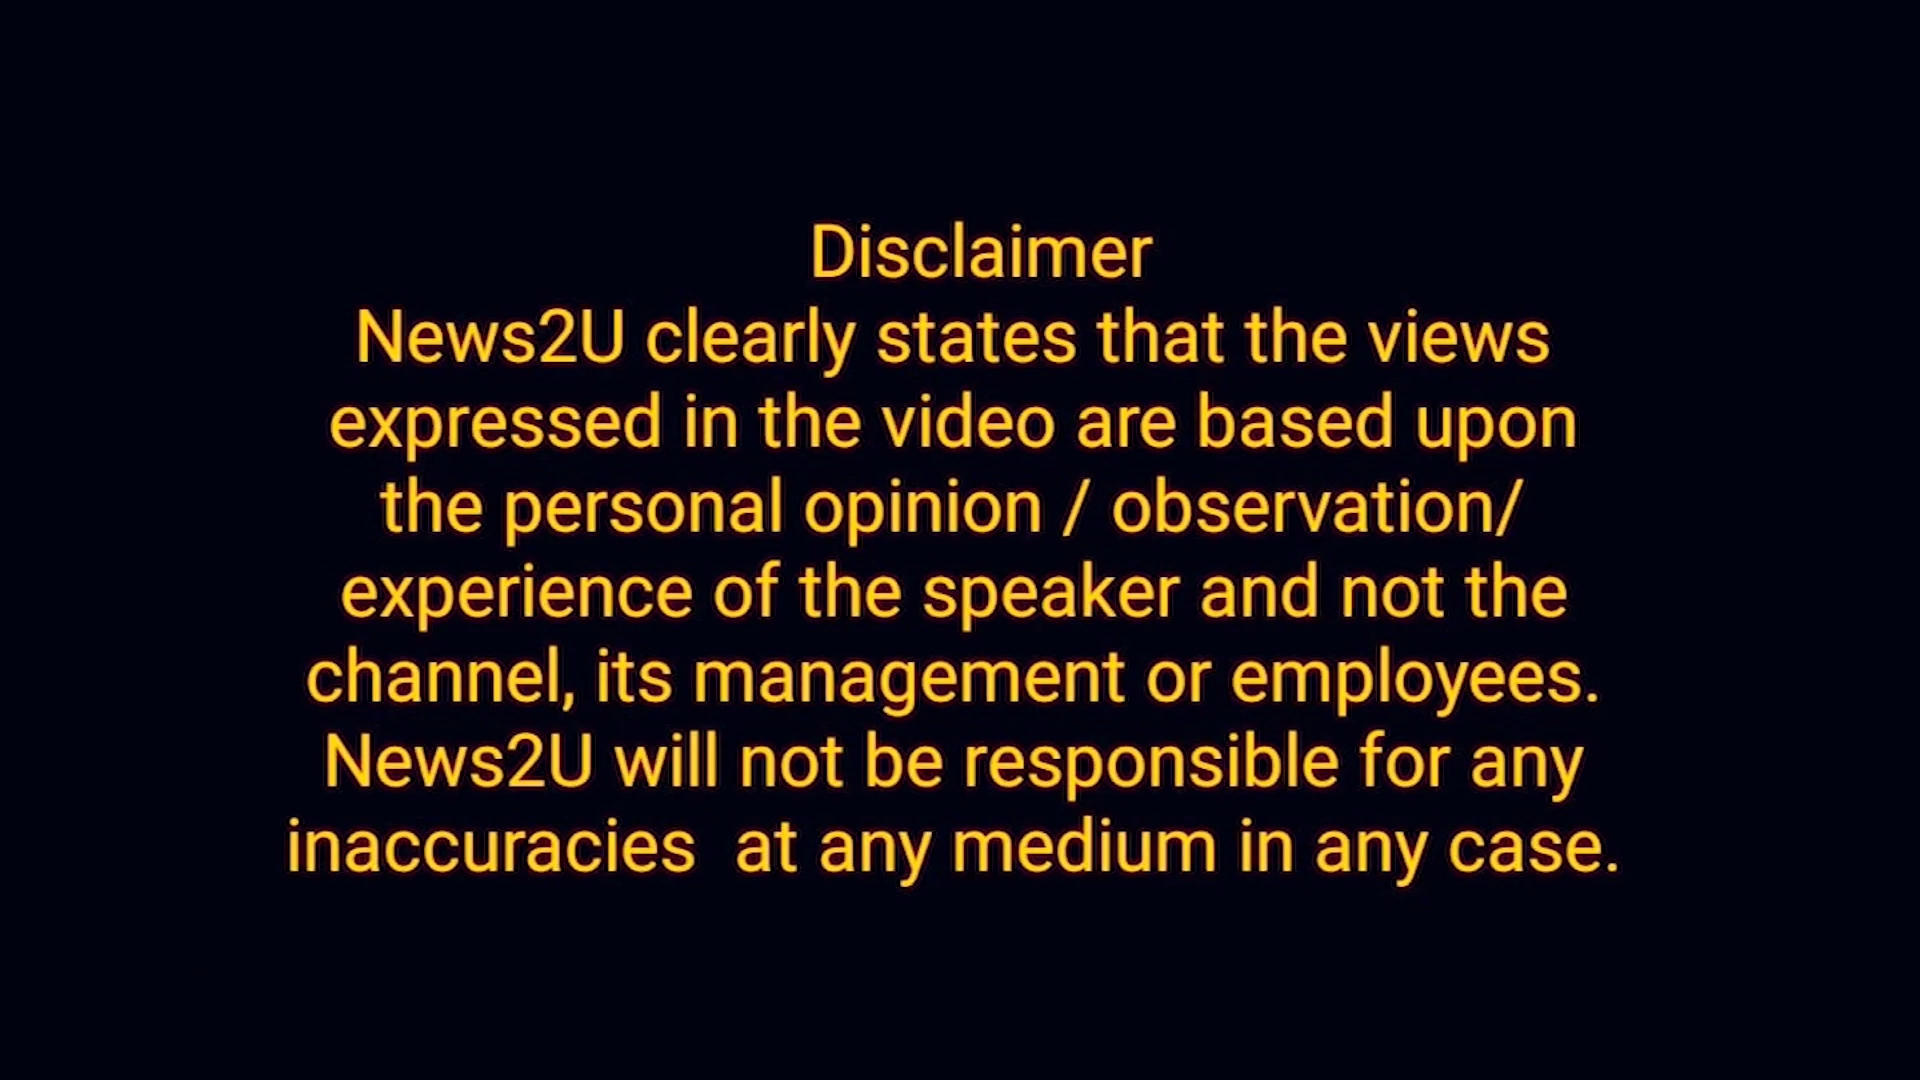 Disclaimer
News2U clearly states that the views
expressed in the video are based upon
the personal opinion / observation/
experience of the speaker and not the
channel, its management or employees.
News2U will not be responsible for any
inaccuracies  at any medium in any case.